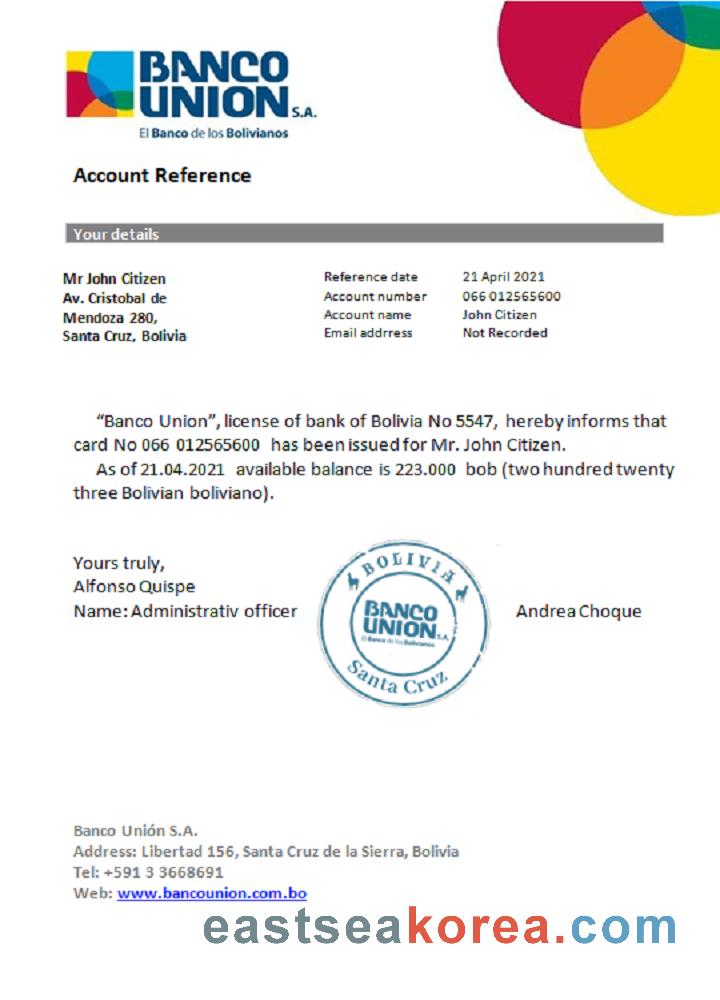 BANCO
UNION S.A.
El Banco de los Bolivianos
Account Reference
Your details
Mr John Citizen
Av. Cristobal de
Mendoza 280,
Santa Cruz, Bolivia
Reference date 21 April 2021
Account number 066 012565600
Account name John Citizen
Email addrress Not Recorded
“Banco Union”, license of bank of Bolivia No 5547, hereby informs that
card No 066 012565600 has been issued for Mr. John Citizen.
As of 21.04.2021 available balance is 223.000 bob (two hundred twenty
three Bolivian boliviano).
Yours truly,
Alfonso Quispe
Name: Administrativ officer
BOLIVIA
BANCO
UNION S.A.
El Banco de los Bolivianos
Santa Cruz
Andrea Choque
Banco Unión S.A.
Address: Libertad 156, Santa Cruz de la Sierra, Bolivia
Tel: +591 3 3668691
Web: www.bancounion.com.bo
eastseakorea.com